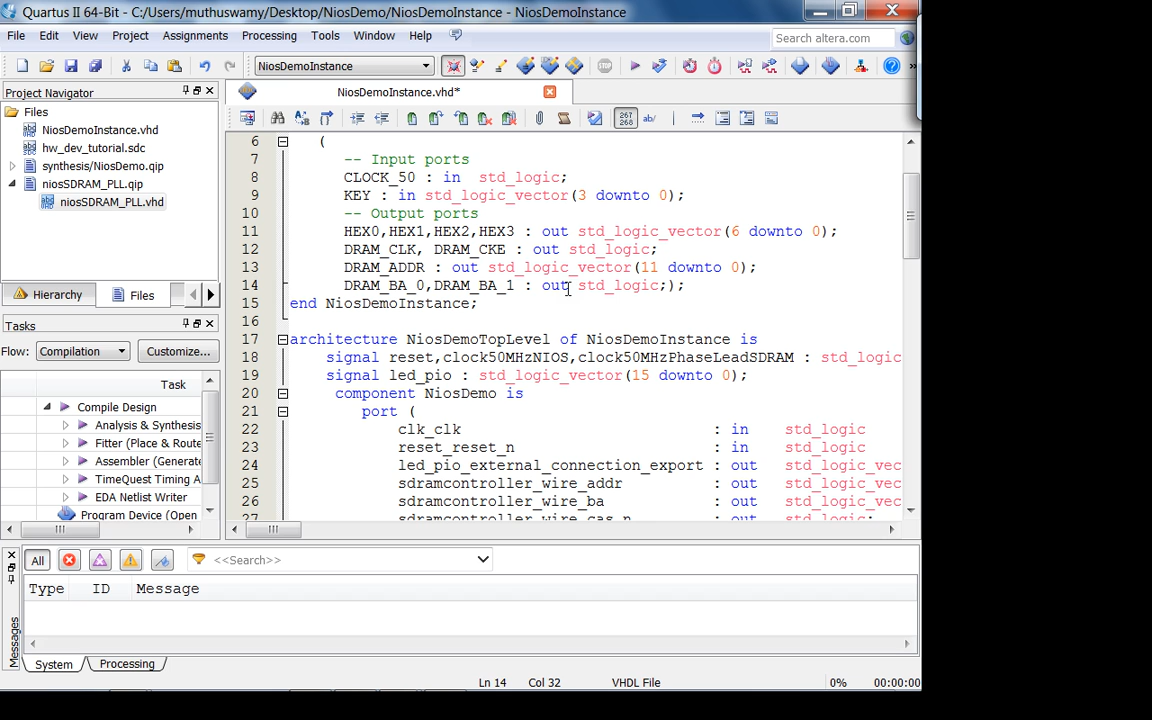 Quartus II 64-Bit - C:/Users/muthuswamy/Desktop/NiosDemo/NiosDemoInstance - NiosDemoInstance
File Edit View Project Assignments Processing Tools Window Help
Search altera.com
NiosDemoInstance
Project Navigator
Files
NiosDemoInstance.vhd
hw_dev_tutorial.sdc
synthesis/NiosDemo.qip
niosSDRAM_PLL.qip
niosSDRAM_PLL.vhd
Hierarchy Files
Tasks
Flow: Compilation Customize...
Task
Compile Design
Analysis & Synthesis
Fitter (Place & Route
Assembler (Generate
TimeQuest Timing A
EDA Netlist Writer
Program Device (Open
NiosDemoInstance.vhd*
267
268
ab/
6 (
7 -- Input ports
8 CLOCK_50 : in std_logic;
9 KEY : in std_logic_vector(3 downto 0);
10 -- Output ports
11 HEX0,HEX1,HEX2,HEX3 : out std_logic_vector(6 downto 0);
12 DRAM_CLK, DRAM_CKE : out std_logic;
13 DRAM_ADDR : out std_logic_vector(11 downto 0);
14 DRAM_BA_0,DRAM_BA_1 : out std_logic;);
15 end NiosDemoInstance;
16
17 architecture NiosDemoTopLevel of NiosDemoInstance is
18 signal reset,clock50MHzNIOS,clock50MHzPhaseLeadSDRAM : std_logic
19 signal led_pio : std_logic_vector(15 downto 0);
20 component NiosDemo is
21 port (
22 clk_clk : in std_logic
23 reset_reset_n : in std_logic
24 led_pio_external_connection_export : out std_logic_vec
25 sdramcontroller_wire_addr : out std_logic_vec
26 sdramcontroller_wire_ba : out std_logic_vec
27 sdramcontroller_wire_cas_n : out std_logic;
All <<Search>>
Type ID Message
Messages
System Processing
Ln 14 Col 32 VHDL File 0% 00:00:00